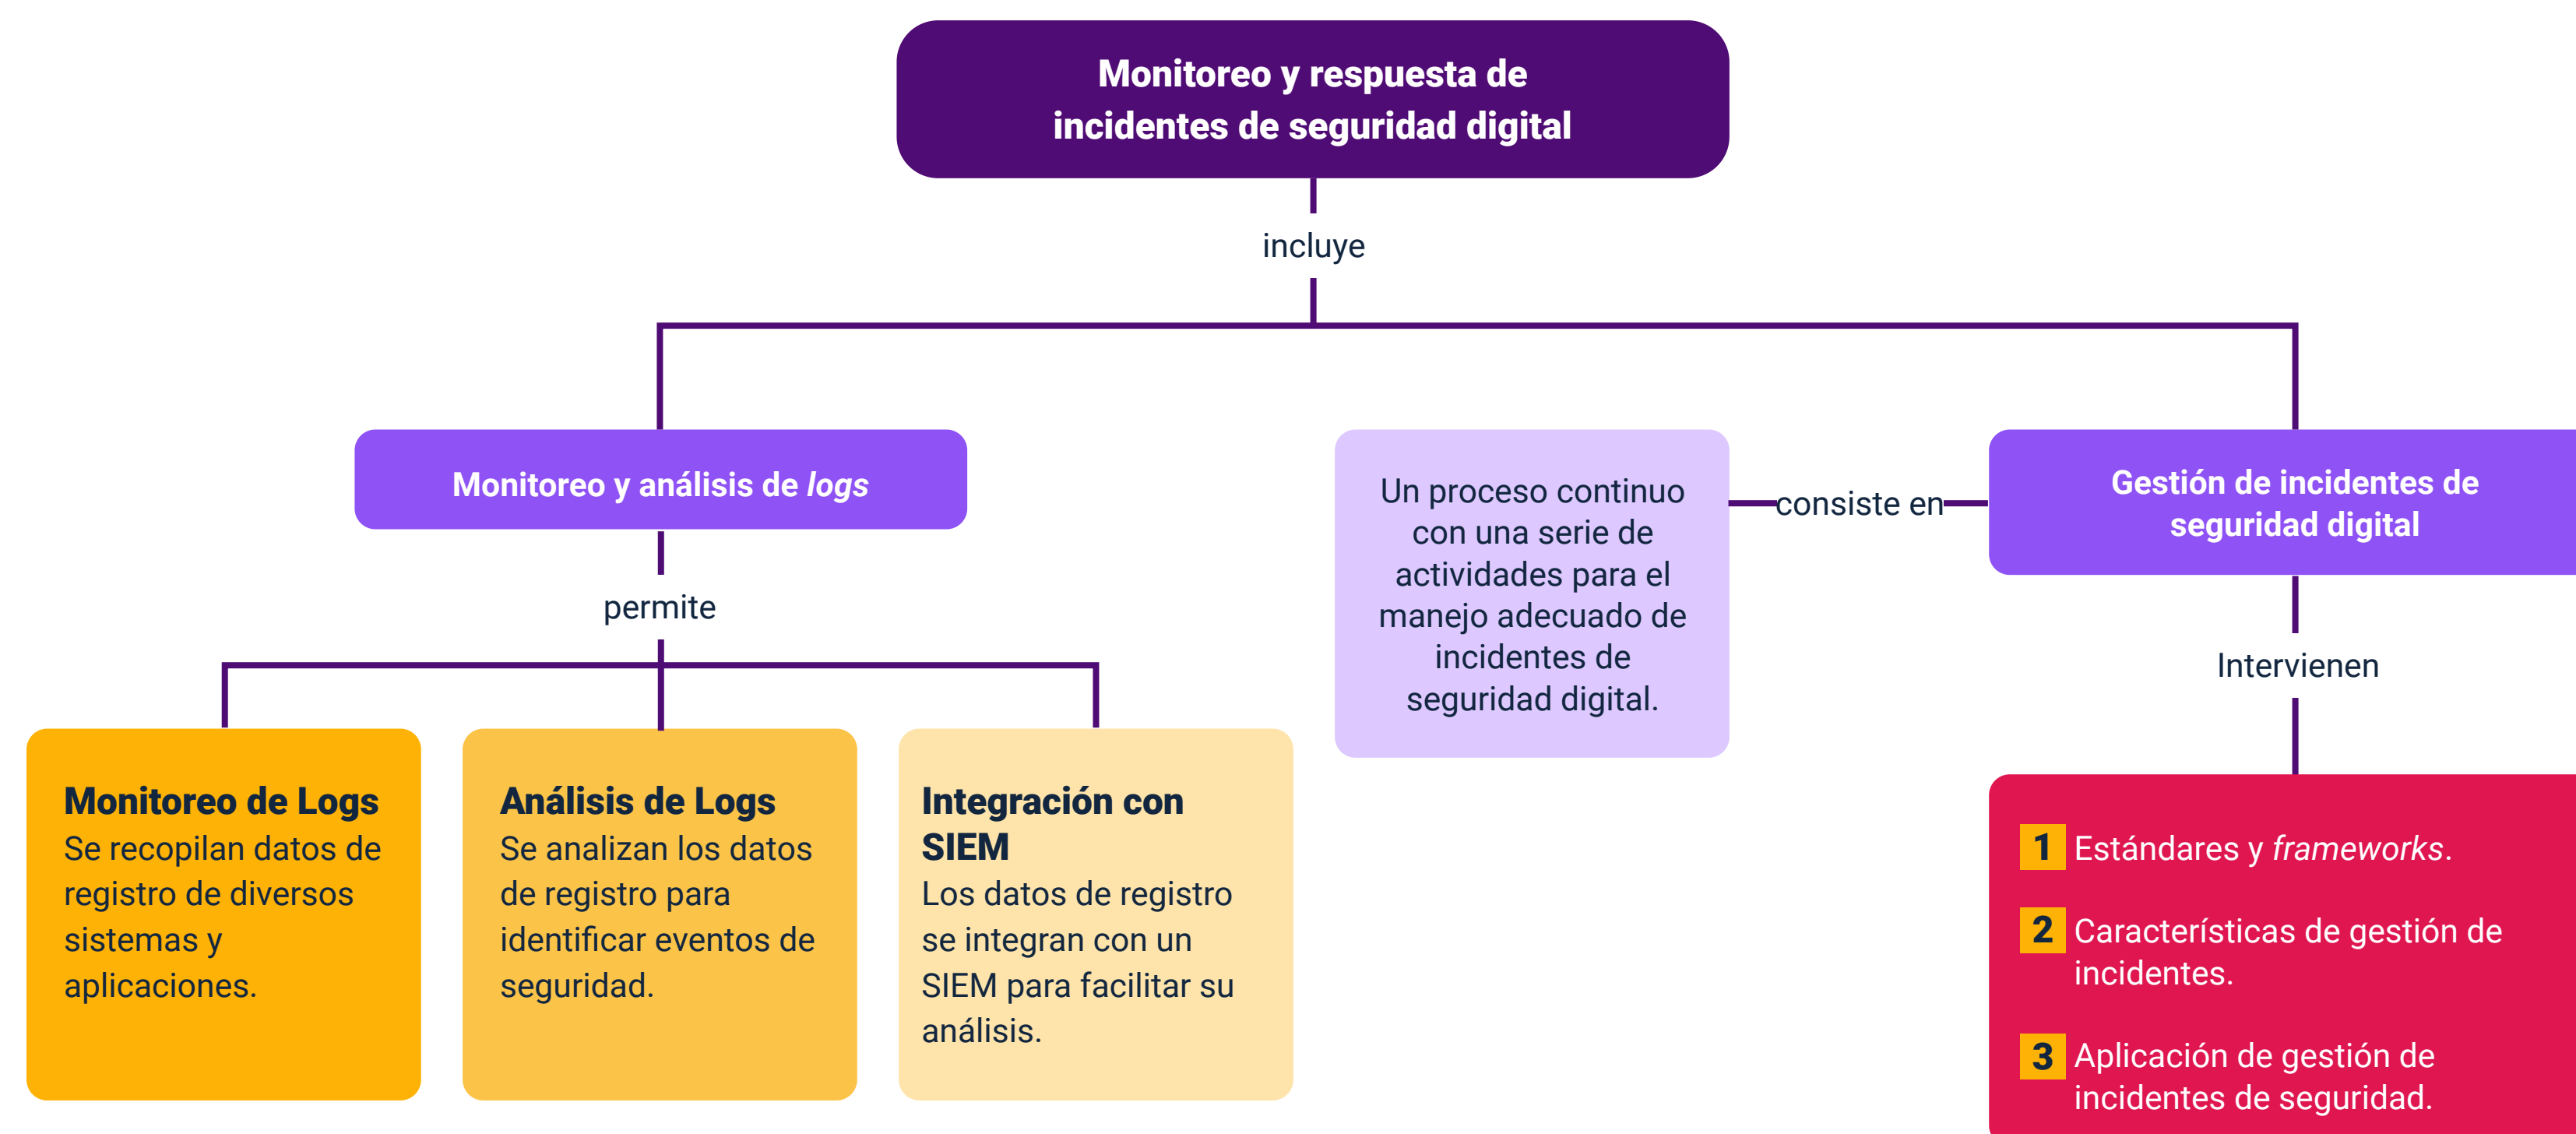 Monitoreo y respuesta de
incidentes de seguridad digital
incluye
Monitoreo y análisis de logs
permite
Monitoreo de Logs
Se recopilan datos de
registro de diversos
sistemas y
aplicaciones.
Análisis de Logs
Se analizan los datos
de registro para
identificar eventos de
seguridad.
Integración con
SIEM
Los datos de registro
se integran con un
SIEM para facilitar su
análisis.
Gestión de incidentes de
seguridad digital
consiste en
Un proceso continuo
con una serie de
actividades para el
manejo adecuado de
incidentes de
seguridad digital.
Intervienen
1 Estándares y frameworks.
2 Características de gestión de
incidentes.
3 Aplicación de gestión de
incidentes de seguridad.